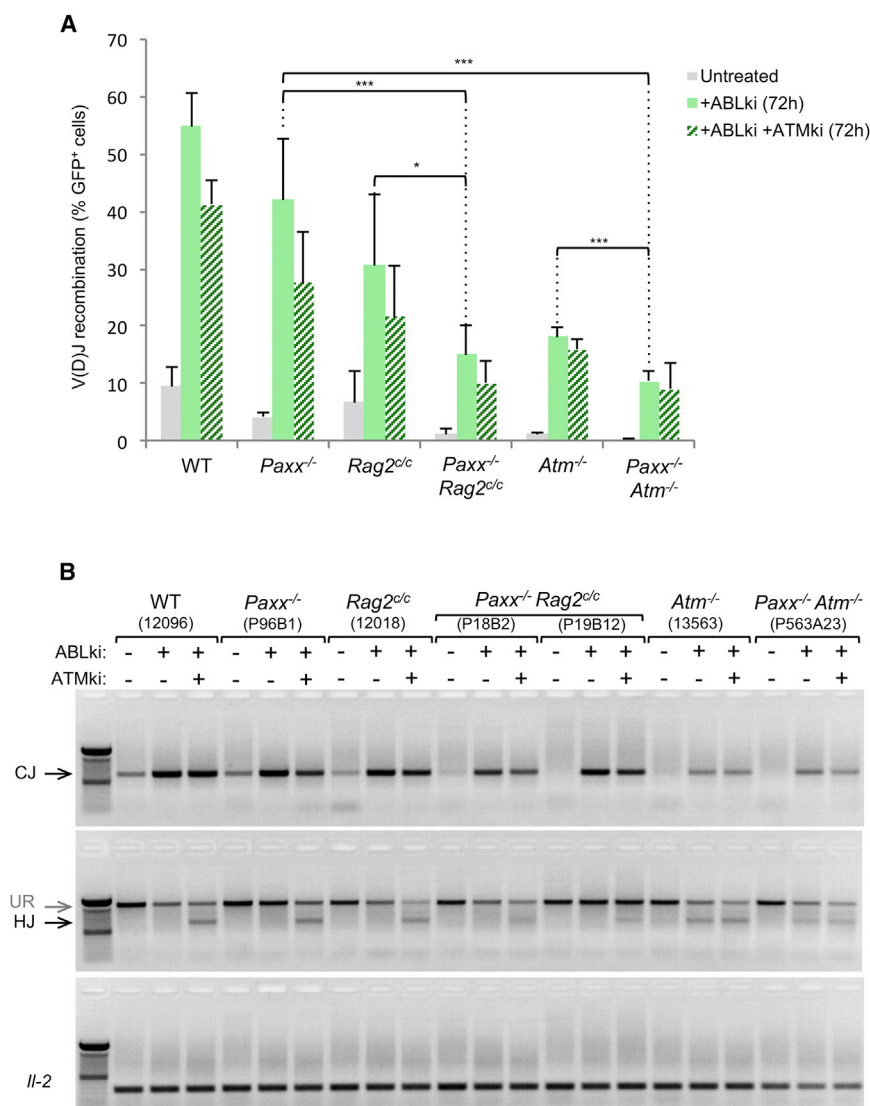 A
V(D)J recombination (% GFP+ cells)
70
60
50
40
30
20
10
0
***
***
*
***
Untreated
+ABLki (72h)
+ABLki +ATMki (72h)
WT Paxx-/- Rag2c/c Paxx-/- Atm-/- Paxx-/-
Rag2c/c Atm-/-
B
WT Paxx-/- Rag2c/c Paxx-/- Rag2c/c Atm-/- Paxx-/- Atm-/-
(12096) (P96B1) (12018) (P18B2) (P19B12) (13563) (P563A23)
ABLki: - + + - + + - + + - + + - + + - + + - + +
ATMki: - - + - - + - - + - - + - - + - - + - - +
CJ
UR
HJ
Il-2